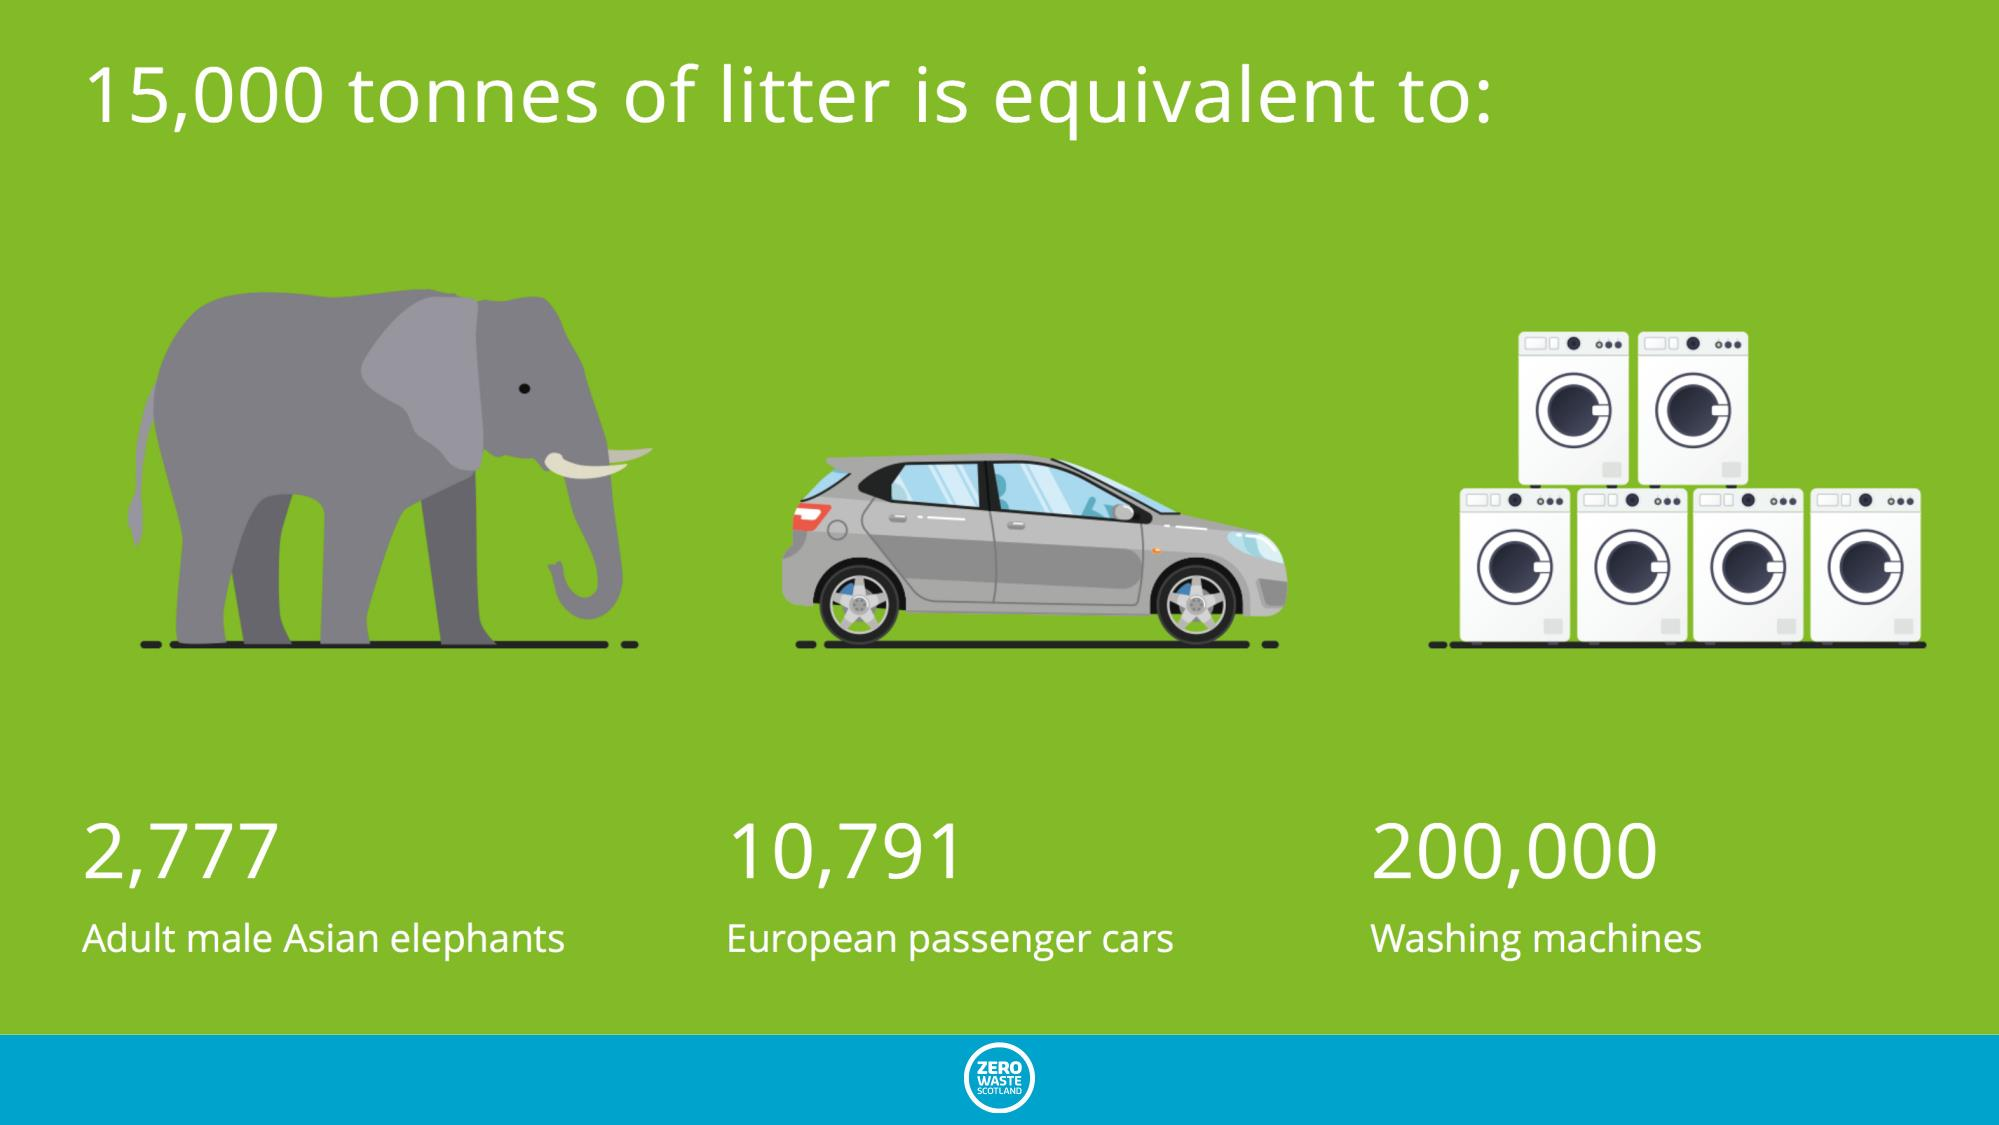 15,000 tonnes of litter is equivalent to:
2,777
Adult male Asian elephants
10,791
European passenger cars
200,000
Washing machines
ZERO
WASTE
SCOTLAND